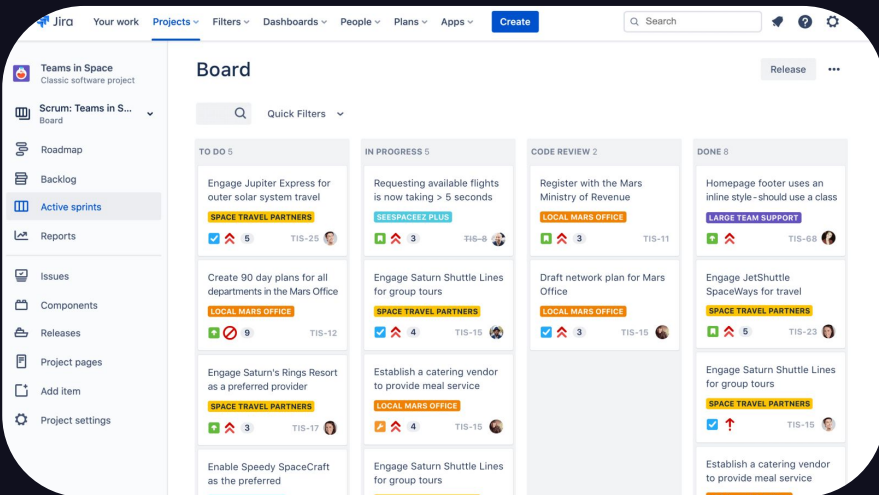 Jira
Your work
Projects
Filters
Dashboards
People
Plans
Apps
Create
Search
Teams in Space
Classic software project
Scrum: Teams in S...
Board
Roadmap
Backlog
Active sprints
Reports
Issues
Components
Releases
Project pages
Add item
Project settings
Board
Release
Quick Filters
TO DO 5
Engage Jupiter Express for
outer solar system travel
SPACE TRAVEL PARTNERS
5
TIS-25
Create 90 day plans for all
departments in the Mars Office
LOCAL MARS OFFICE
9
TIS-12
Engage Saturn's Rings Resort
as a preferred provider
SPACE TRAVEL PARTNERS
3
TIS-17
Enable Speedy SpaceCraft
as the preferred
IN PROGRESS 5
Requesting available flights
is now taking > 5 seconds
SEESPACEEZ PLUS
3
TIS-8
Engage Saturn Shuttle Lines
for group tours
SPACE TRAVEL PARTNERS
4
TIS-15
Establish a catering vendor
to provide meal service
LOCAL MARS OFFICE
4
TIS-15
Engage Saturn Shuttle Lines
for group tours
CODE REVIEW 2
Register with the Mars
Ministry of Revenue
LOCAL MARS OFFICE
3
TIS-11
Draft network plan for Mars
Office
LOCAL MARS OFFICE
3
TIS-15
DONE 8
Homepage footer uses an
inline style-should use a class
LARGE TEAM SUPPORT
TIS-68
Engage JetShuttle
SpaceWays for travel
SPACE TRAVEL PARTNERS
5
TIS-23
Engage Saturn Shuttle Lines
for group tours
SPACE TRAVEL PARTNERS
TIS-15
Establish a catering vendor
to provide meal service